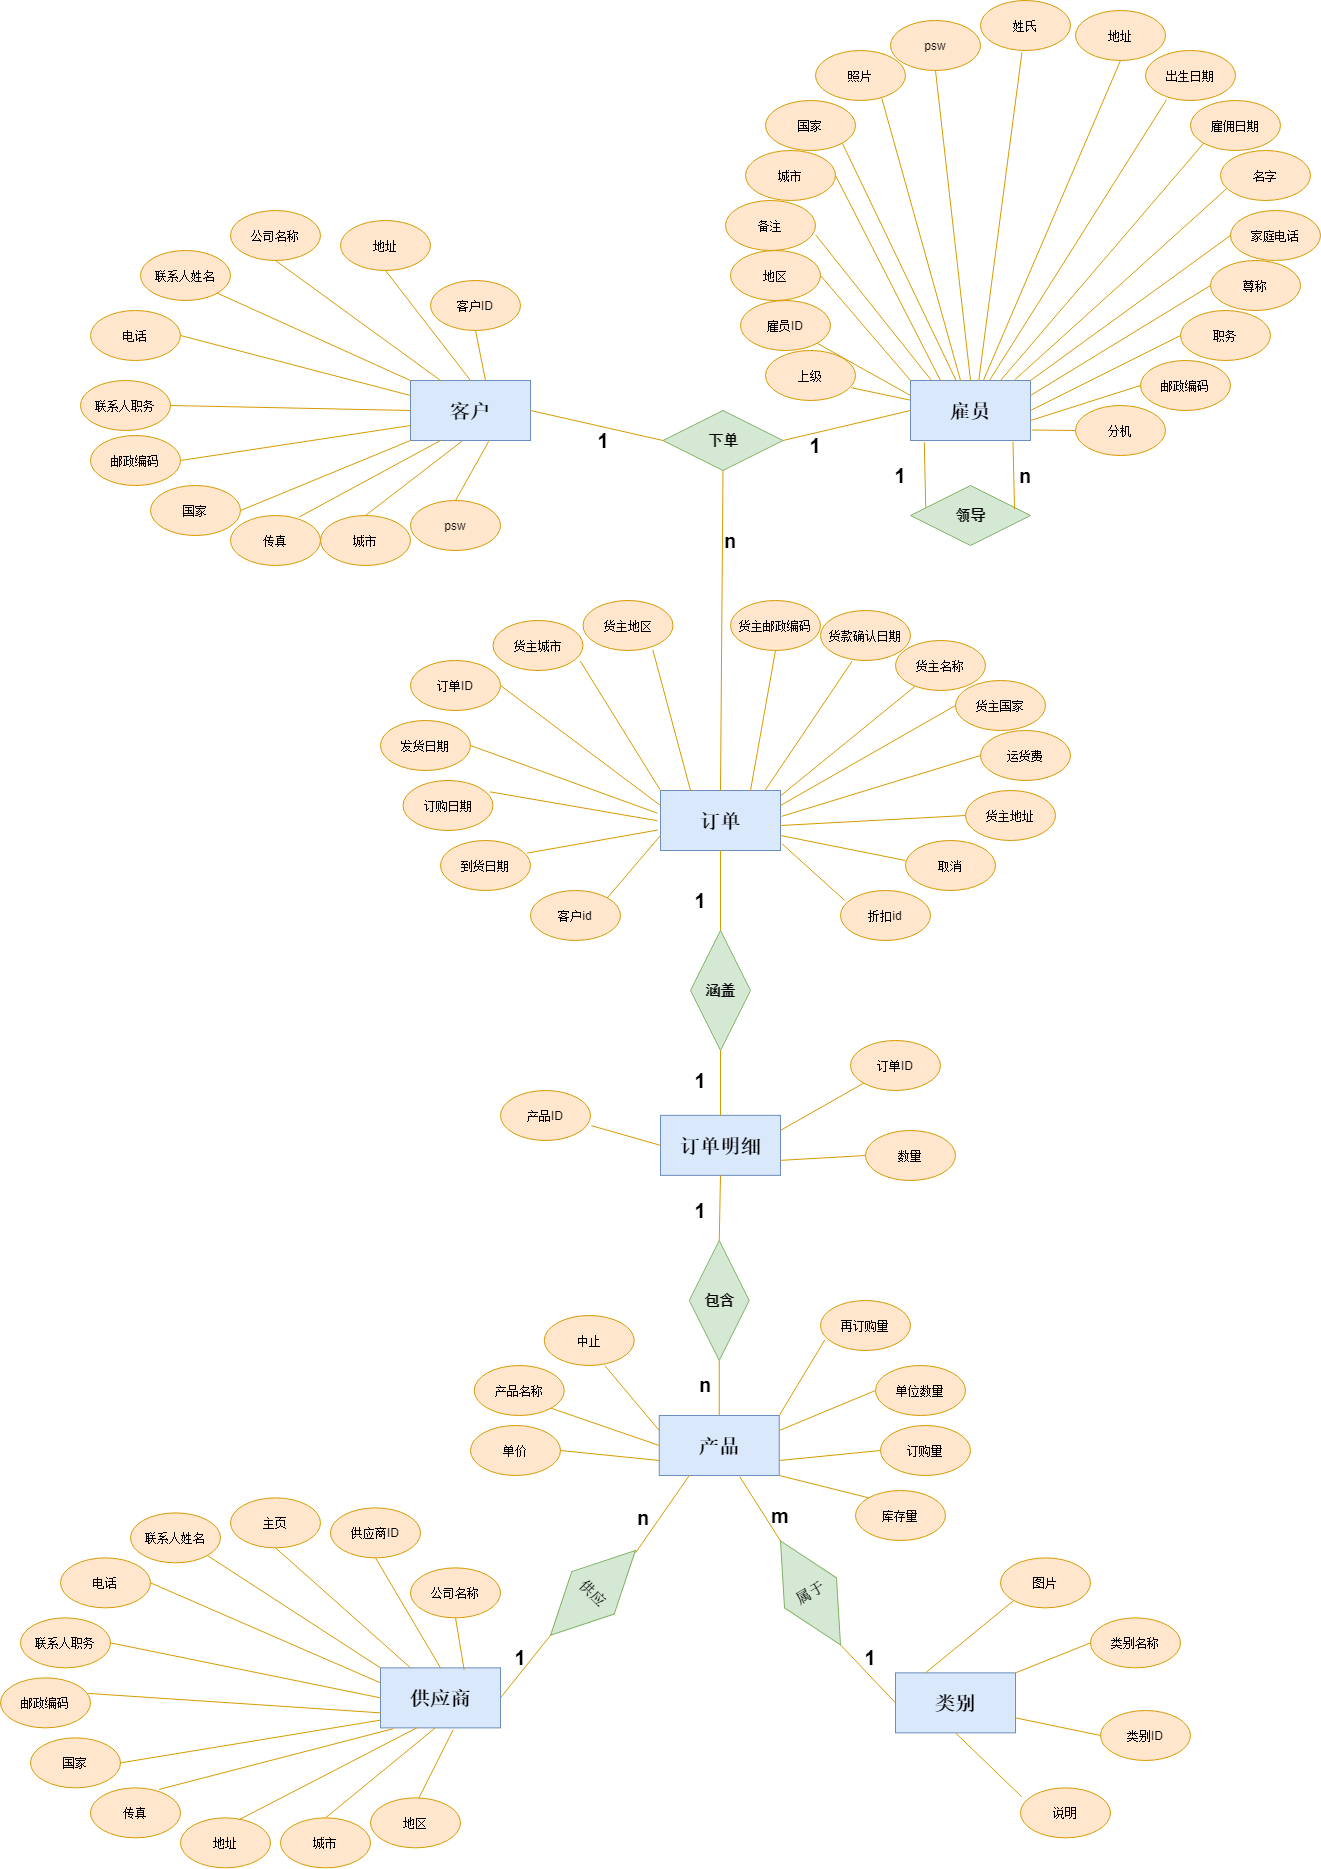 姓氏
psw
地址
照片
出生日期
国家
雇佣日期
城市
名字
备注
家庭电话
地区
尊称
雇员ID
职务
上级
邮政编码
分机
雇员
1
n
领导
公司名称
地址
联系人姓名
客户ID
电话
联系人职务
邮政编码
国家
传真
城市
psw
客户
1
下单
1
n
货主地区
货主邮政编码
货主城市
货款确认日期
订单ID
货主名称
发货日期
货主国家
订购日期
运货费
到货日期
货主地址
客户id
取消
折扣id
订单
1
涵盖
1
订单ID
产品ID
订单明细
数量
1
包含
n
中止
再订购量
产品名称
单位数量
单价
订购量
库存量
产品
n
m
供应
属于
1
1
主页
供应商ID
联系人姓名
公司名称
电话
联系人职务
邮政编码
国家
传真
地址
城市
地区
供应商
图片
类别名称
类别
类别ID
说明